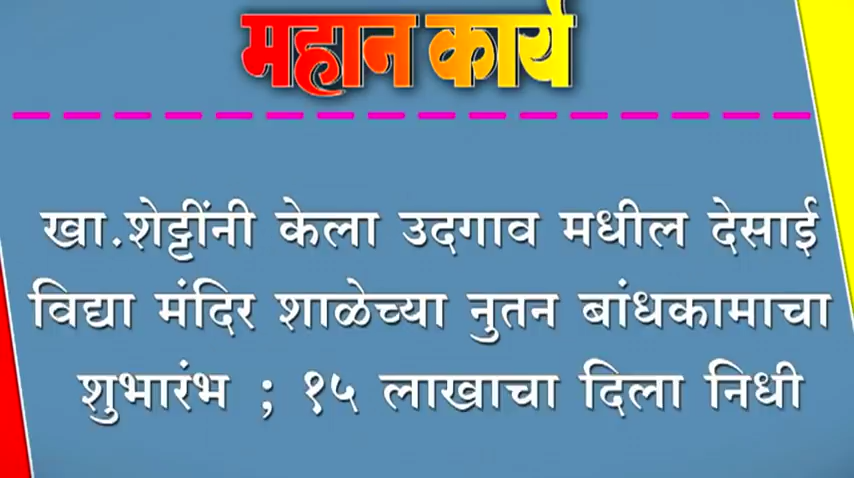 महान कार्य
खा.शेट्टींनी केला उदगाव मधील देसाई
विद्या मंदिर शाळेच्या नुतन बांधकामाचा
शुभारंभ ; १५ लाखाचा दिला निधी